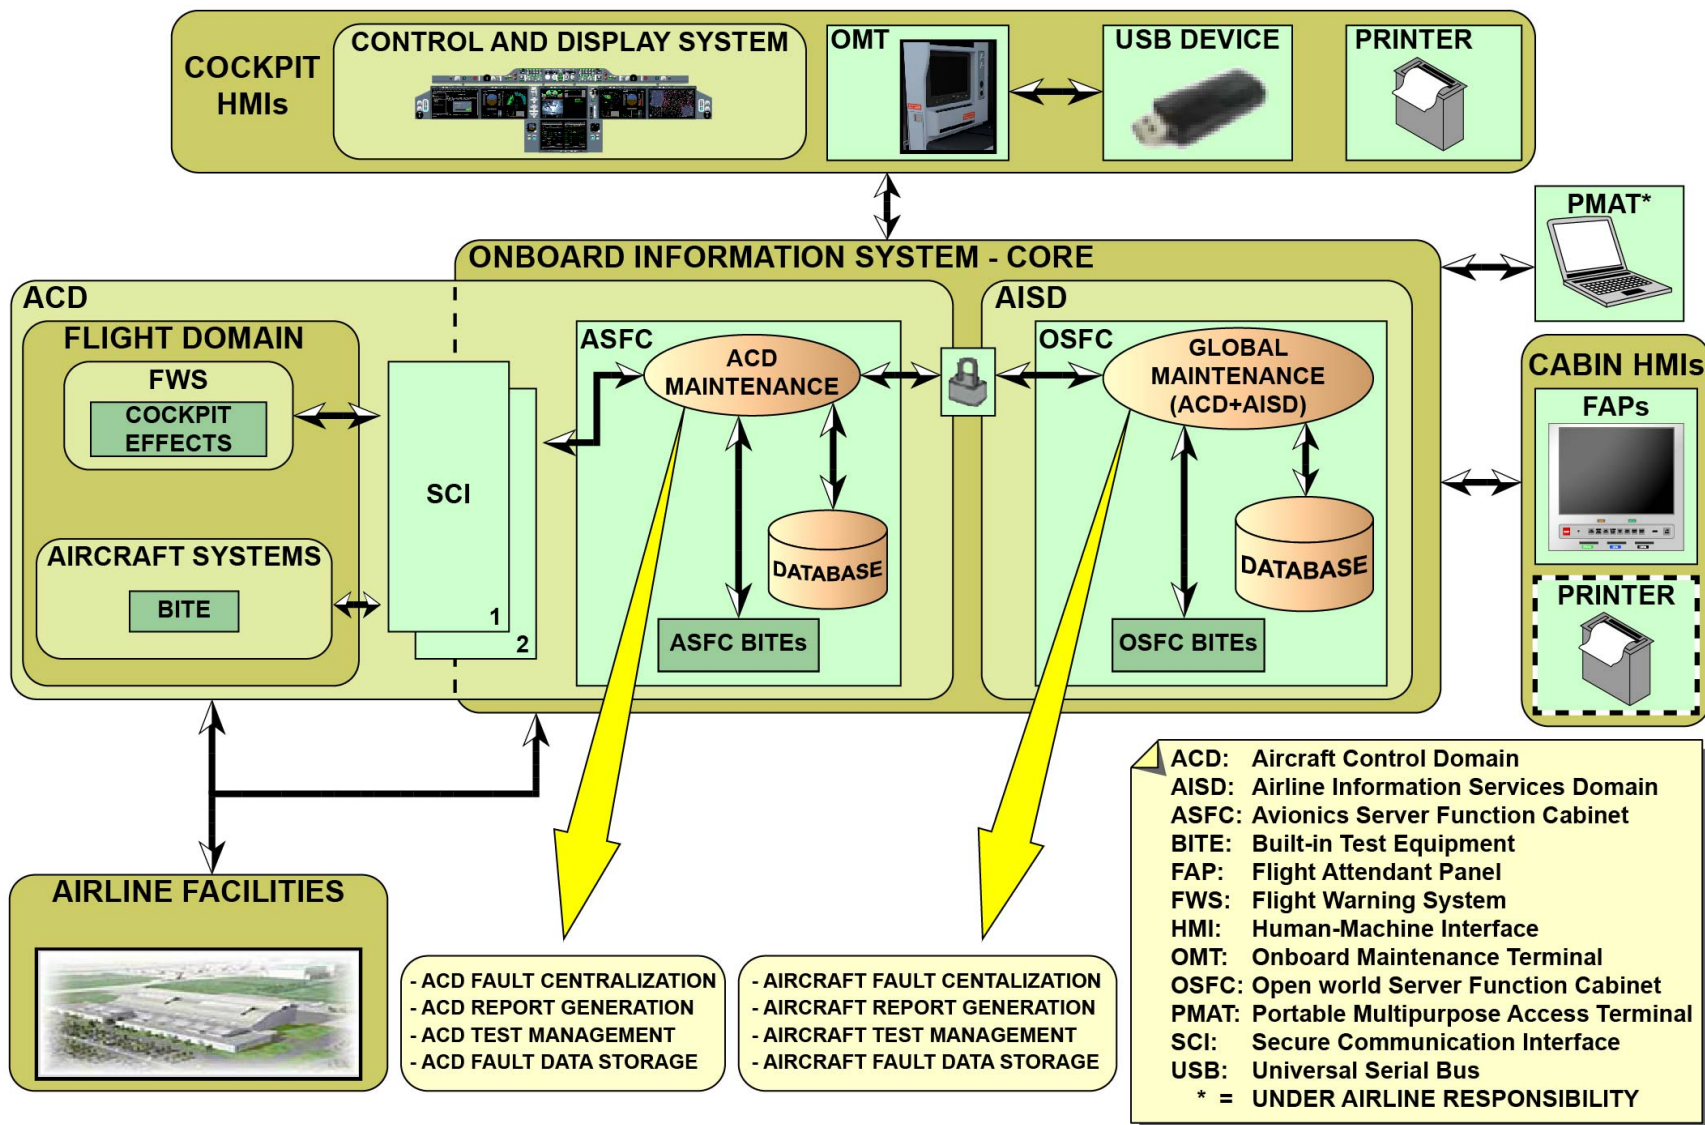 COCKPIT
HMIs
CONTROL AND DISPLAY SYSTEM
OMT
USB DEVICE
PRINTER
PMAT*
ONBOARD INFORMATION SYSTEM - CORE
ACD
FLIGHT DOMAIN
FWS
COCKPIT
EFFECTS
AIRCRAFT SYSTEMS
BITE
SCI
1
2
ASFC
ACD
MAINTENANCE
DATABASE
ASFC BITEs
AISD
OSFC
GLOBAL
MAINTENANCE
(ACD+AISD)
DATABASE
OSFC BITEs
CABIN HMIs
FAPs
PRINTER
AIRLINE FACILITIES
- ACD FAULT CENTRALIZATION
- ACD REPORT GENERATION
- ACD TEST MANAGEMENT
- ACD FAULT DATA STORAGE
- AIRCRAFT FAULT CENTALIZATION
- AIRCRAFT REPORT GENERATION
- AIRCRAFT TEST MANAGEMENT
- AIRCRAFT FAULT DATA STORAGE
ACD: Aircraft Control Domain
AISD: Airline Information Services Domain
ASFC: Avionics Server Function Cabinet
BITE: Built-in Test Equipment
FAP: Flight Attendant Panel
FWS: Flight Warning System
HMI: Human-Machine Interface
OMT: Onboard Maintenance Terminal
OSFC: Open world Server Function Cabinet
PMAT: Portable Multipurpose Access Terminal
SCI: Secure Communication Interface
USB: Universal Serial Bus
* = UNDER AIRLINE RESPONSIBILITY